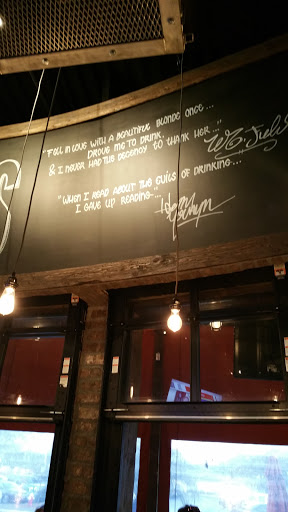 "FELL IN LOVE WITH A BEAUTIFUL BLONDE ONCE...
DROVE ME TO DRINK.
& I NEVER HAD THE DECENCY TO THANK HER..."
WC Fields
"WHEN I READ ABOUT THE EVILS OF DRINKING...
I GAVE UP READING..."